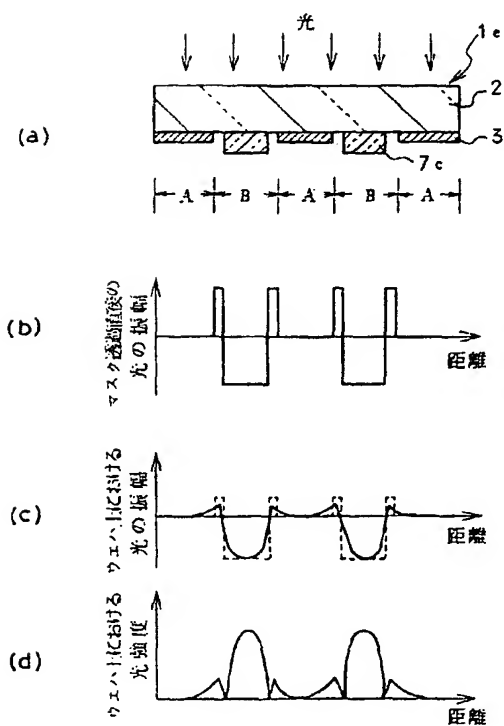 光
1e
2
3
7c
(a)
A B A B A
(b)
マスク透過直後の
光の振幅
距離
(c)
ウエハ上における
光の振幅
距離
(d)
ウエハ上における
光強度
距離